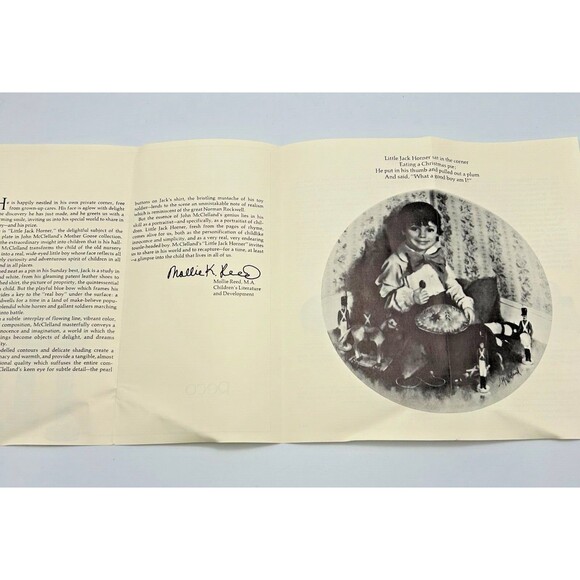 He is happily nestled in his own private corner, free
from grown-up cares. His face is aglow with delight
discovery he has just made, and he greets us with a
ming smile, inviting us into his special world to share in
and his prize.
is "Little Jack Horner," the delightful subject of the
plate in John McClelland's Mother Goose collection.
the extraordinary insight into children that is his hall-
McClelland transforms the child of the old nursery
into a real, wide-eyed little boy whose face reflects all
curiosity and adventurous spirit of children in all
and in all places.
and neat as a pin in his Sunday best, Jack is a study in
and white, from his gleaming patent leather shoes to
shirt, the picture of propriety, the quintessential
child. But the playful blue bow which finishes his
key to the "real boy" under the surface: a
for a time in a land of make-believe popu-
splendid white horses and gallant soldiers marching
into battle.
a subtle interplay of flowing line, vibrant color,
composition, McClelland masterfully conveys a
innocence and imagination, a world in which the
things become objects of delight, and dreams
ity.
delled contours and delicate shading create a
macy and warmth, and provide a tangible, almost
tional quality which suffuses the entire com-
Clelland's keen eye for subtle detail—the pearl
buttons on Jack's shirt, the bristling mustache of his toy
soldier—lends to the scene an unmistakable note of realism
which is reminiscent of the great Norman Rockwell.
But the essence of John McClelland's genius lies in his
skill as a portraitist—and specifically, as a portraitist of chil-
dren. Little Jack Horner, fresh from the pages of rhyme,
comes alive for us, both as the personification of childlike
innocence and simplicity, and as a very real, very endearing
tousle-headed boy. McClelland's "Little Jack Horner" invites
us to share in his world and to recapture—for a time, at least
—a glimpse into the child that lives in all of us.
Mollie K. Reed
Mollie Reed, M.A.
Children's Literature
and Development
Little Jack Horner sat in the corner
Eating a Christmas pie;
He put in his thumb and pulled out a plum
And said, "What a good boy am I!"